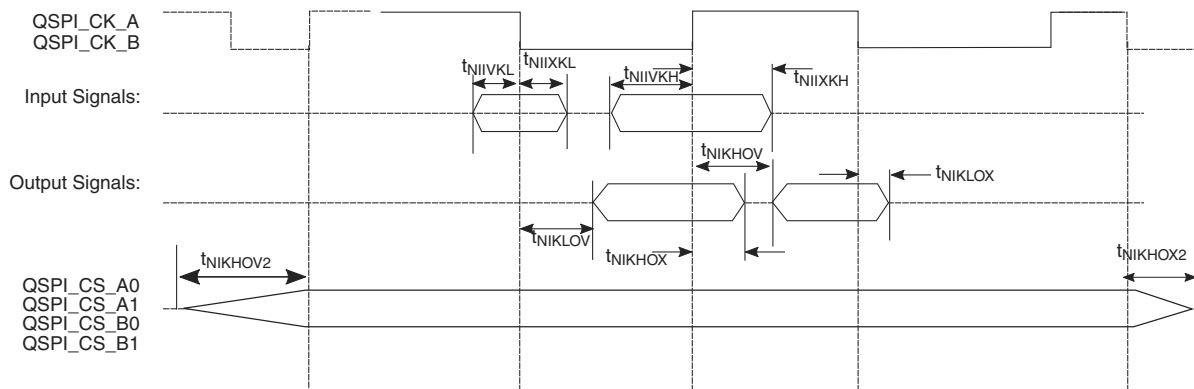 QSPI_CK_A
QSPI_CK_B
tNIIVKL
tNIIXKL
tNIIVKH
tNIIXKH
Input Signals:
tNIKHOV
Output Signals:
tNIKLOX
tNIKLOV
tNIKHOX
tNIKHOV2
tNIKHOX2
QSPI_CS_A0
QSPI_CS_A1
QSPI_CS_B0
QSPI_CS_B1